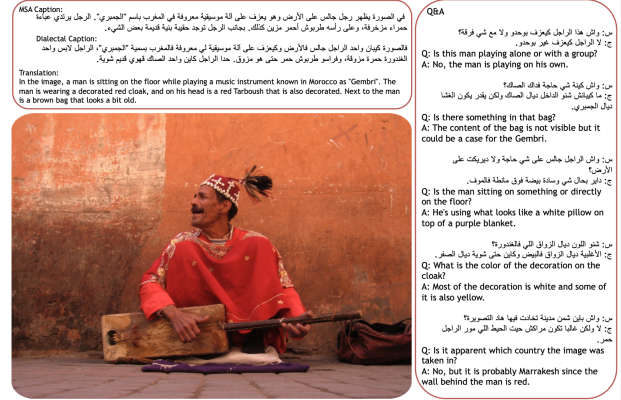 MSA Caption:
في الصورة يظهر رجل جالس على الأرض وهو يعزف على آلة موسيقية معروفة في المغرب باسم "الجمبري". الرجل يرتدي عباءة
حمراء مزخرفة، وعلى رأسه طربوش أحمر مزين كذلك. بجانب الرجل توجد حقيبة بنية قديمة بعض الشيء.
Dialectal Caption:
فالصورة كيبان واحد الراجل جالس فالأرض وكيعزف على آلة موسيقية لي معروفة فالمغرب بسمية "الجمبري"، الراجل لابس واحد
الغندورة حمرة مزوقة، وفراسو طربوش حمر حتى هو مزوق. حدا الراجل كاين واحد الصاك قهوي قديم شوية.
Translation:
In the image, a man is sitting on the floor while playing a music instrument known in Morocco as "Gembri". The
man is wearing a decorated red cloak, and on his head is a red Tarboush that is also decorated. Next to the man
is a brown bag that looks a bit old.
Q&A
س: واش هذا الراجل كيعزف بوحدو ولا مع شي فرقة؟
ج: لا الراجل كيعزف غير بوحدو.
Q: Is this man playing alone or with a group?
A: No, the man is playing on his own.
س: واش كينة شي حاجة فداك الصاك؟
ج: ما كيبانش شنو الداخل ديال الصاك ولكن يقدر يكون الغشا
ديال الجمبري.
Q: Is there something in that bag?
A: The content of the bag is not visible but it
could be a case for the Gembri.
س: واش الراجل جالس على شي حاجة ولا ديريكت على
الأرض؟
ج: داير بحال شي وسادة بيضة فوق مانطة فالموف.
Q: Is the man sitting on something or directly
on the floor?
A: He's using what looks like a white pillow on
top of a purple blanket.
س: شنو اللون ديال الزواق اللي فالغندورة؟
ج: الأغلبية ديال الزواق فالبيض وكاين حتى شوية ديال الصفر.
Q: What is the color of the decoration on the
cloak?
A: Most of the decoration is white and some of
it is also yellow.
س: واش باين شمن مدينة تخادت فيها هاد التصويرة؟
ج: لا ولكن غالبا تكون مراكش حيت الحيط اللي مور الراجل
حمر.
Q: Is it apparent which country the image was
taken in?
A: No, but it is probably Marrakesh since the
wall behind the man is red.